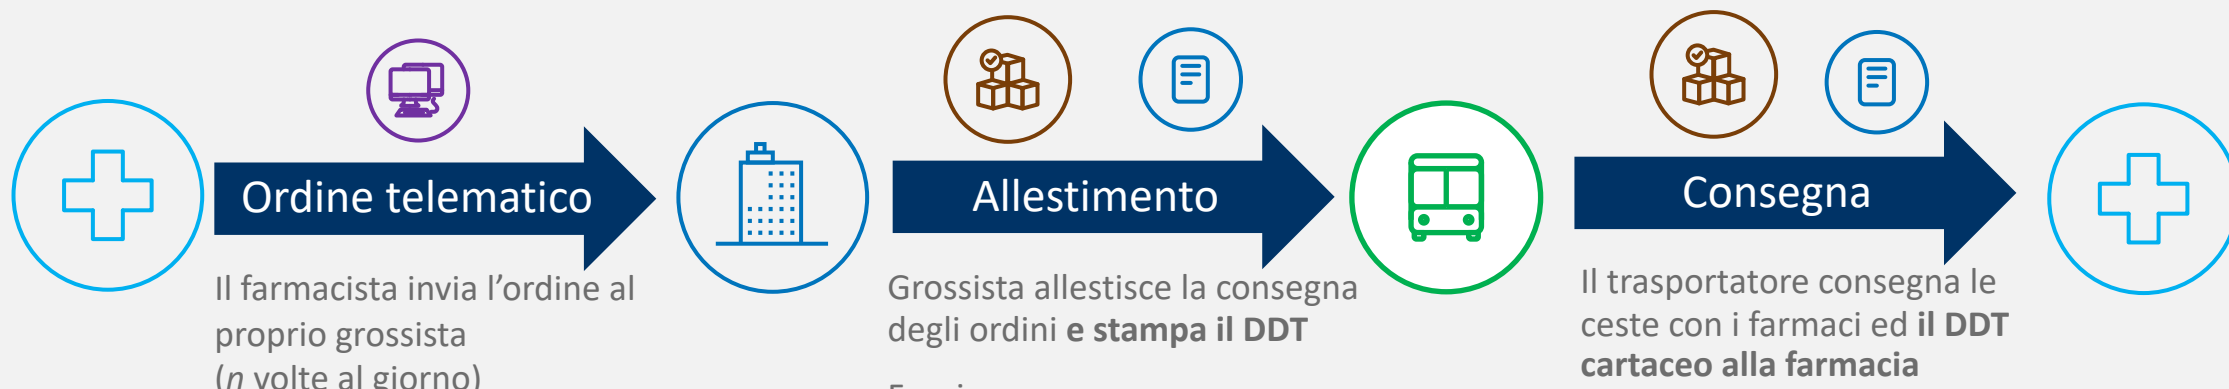 Ordine telematico
Il farmacista invia l’ordine al
proprio grossista
(n volte al giorno)
Allestimento
Grossista allestisce la consegna
degli ordini e stampa il DDT
Consegna
Il trasportatore consegna le
ceste con i farmaci ed il DDT
cartaceo alla farmacia